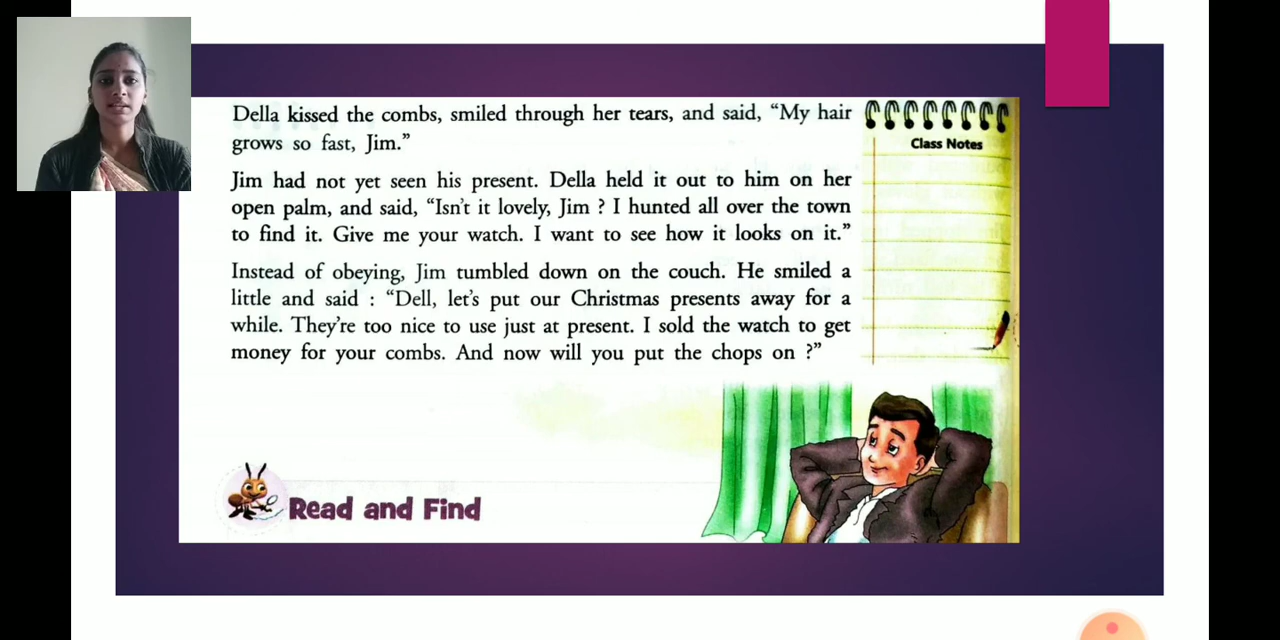 Della kissed the combs, smiled through her tears, and said, “My hair
grows so fast, Jim.”
Jim had not yet seen his present. Della held it out to him on her
open palm, and said, “Isn’t it lovely, Jim ? I hunted all over the town
to find it. Give me your watch. I want to see how it looks on it.”
Instead of obeying, Jim tumbled down on the couch. He smiled a
little and said : “Dell, let’s put our Christmas presents away for a
while. They’re too nice to use just at present. I sold the watch to get
money for your combs. And now will you put the chops on ?”
Class Notes
Read and Find